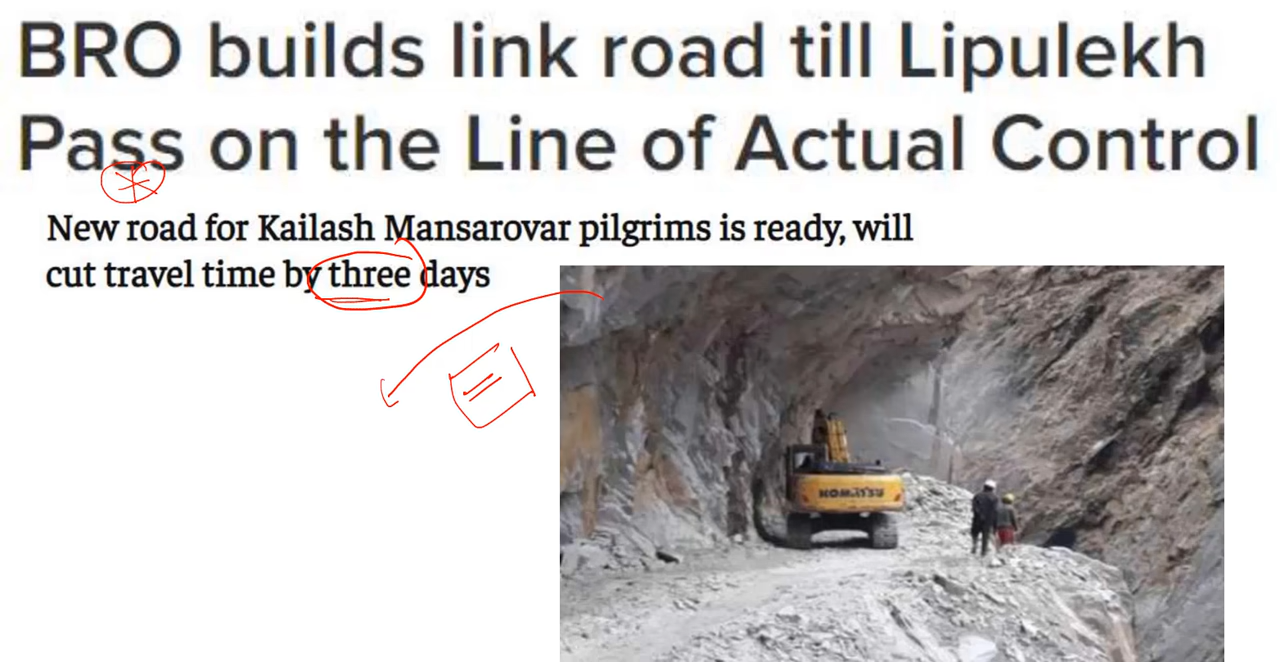 BRO builds link road till Lipulekh
Pass on the Line of Actual Control
New road for Kailash Mansarovar pilgrims is ready, will
cut travel time by three days
KOMATSU